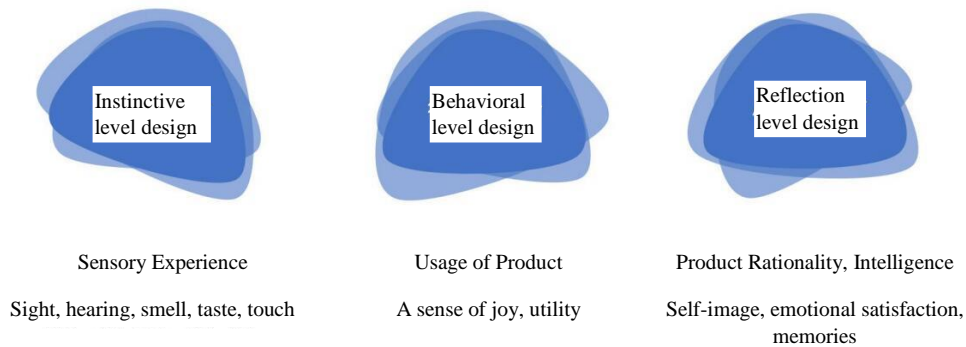 Instinctive
level design
Behavioral
level design
Reflection
level design
Sensory Experience
Usage of Product
Product Rationality, Intelligence
Sight, hearing, smell, taste, touch
A sense of joy, utility
Self-image, emotional satisfaction,
memories